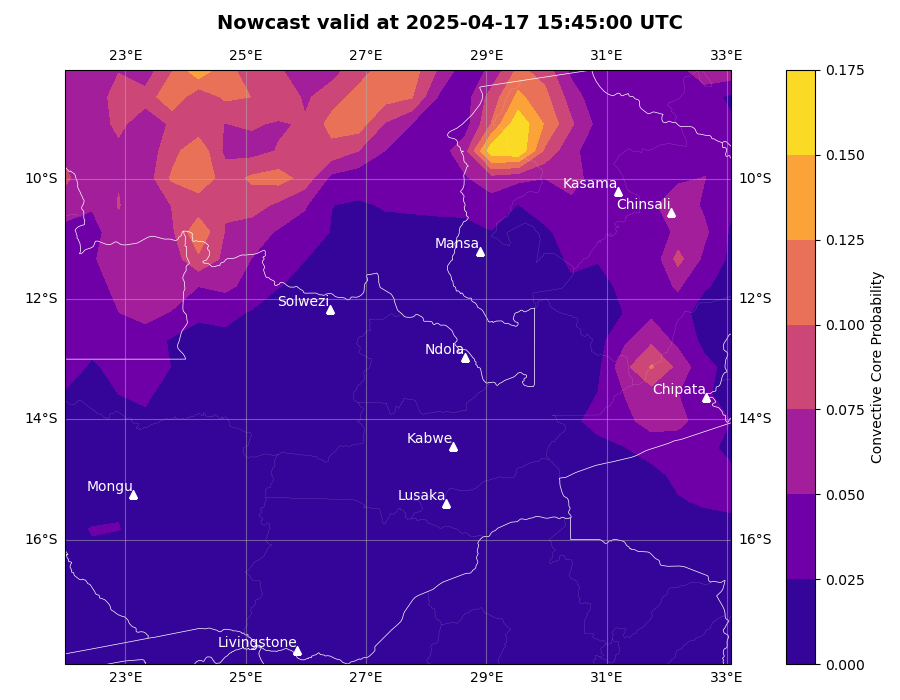 Nowcast valid at 2025-04-17 15:45:00 UTC
23°E 25°E 27°E 29°E 31°E 33°E
0.175
0.150
10°S 10°S
Kasama
Chinsali
0.125
Mansa
12°S 12°S
Solwezi
0.100
Ndola
Chipata
0.075
14°S 14°S
Kabwe
Mongu
Lusaka
0.050
16°S 16°S
0.025
Livingstone
0.000
23°E 25°E 27°E 29°E 31°E 33°E
Convective Core Probability